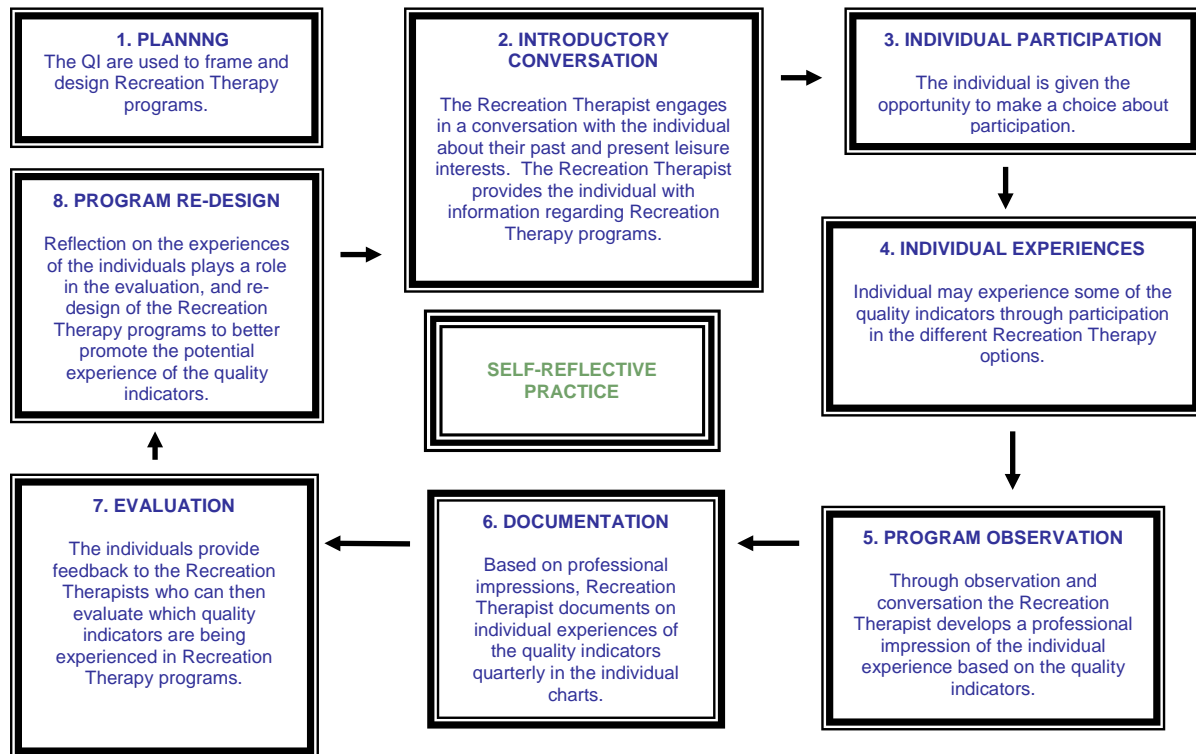 1. PLANNNG
The QI are used to frame and
design Recreation Therapy
programs.
2. INTRODUCTORY
CONVERSATION
The Recreation Therapist engages
in a conversation with the individual
about their past and present leisure
interests.  The Recreation Therapist
provides the individual with
information regarding Recreation
Therapy programs.
3. INDIVIDUAL PARTICIPATION
The individual is given the
opportunity to make a choice about
participation.
4. INDIVIDUAL EXPERIENCES
Individual may experience some of the
quality indicators through participation
in the different Recreation Therapy
options.
5. PROGRAM OBSERVATION
Through observation and
conversation the Recreation
Therapist develops a professional
impression of the individual
experience based on the quality
indicators.
6. DOCUMENTATION
Based on professional
impressions, Recreation
Therapist documents on
individual experiences of
the quality indicators
quarterly in the individual
charts.
7. EVALUATION
The individuals provide
feedback to the Recreation
Therapists who can then
evaluate which quality
indicators are being
experienced in Recreation
Therapy programs.
8. PROGRAM RE-DESIGN
Reflection on the experiences
of the individuals plays a role
in the evaluation, and re-
design of the Recreation
Therapy programs to better
promote the potential
experience of the quality
indicators.
SELF-REFLECTIVE
PRACTICE